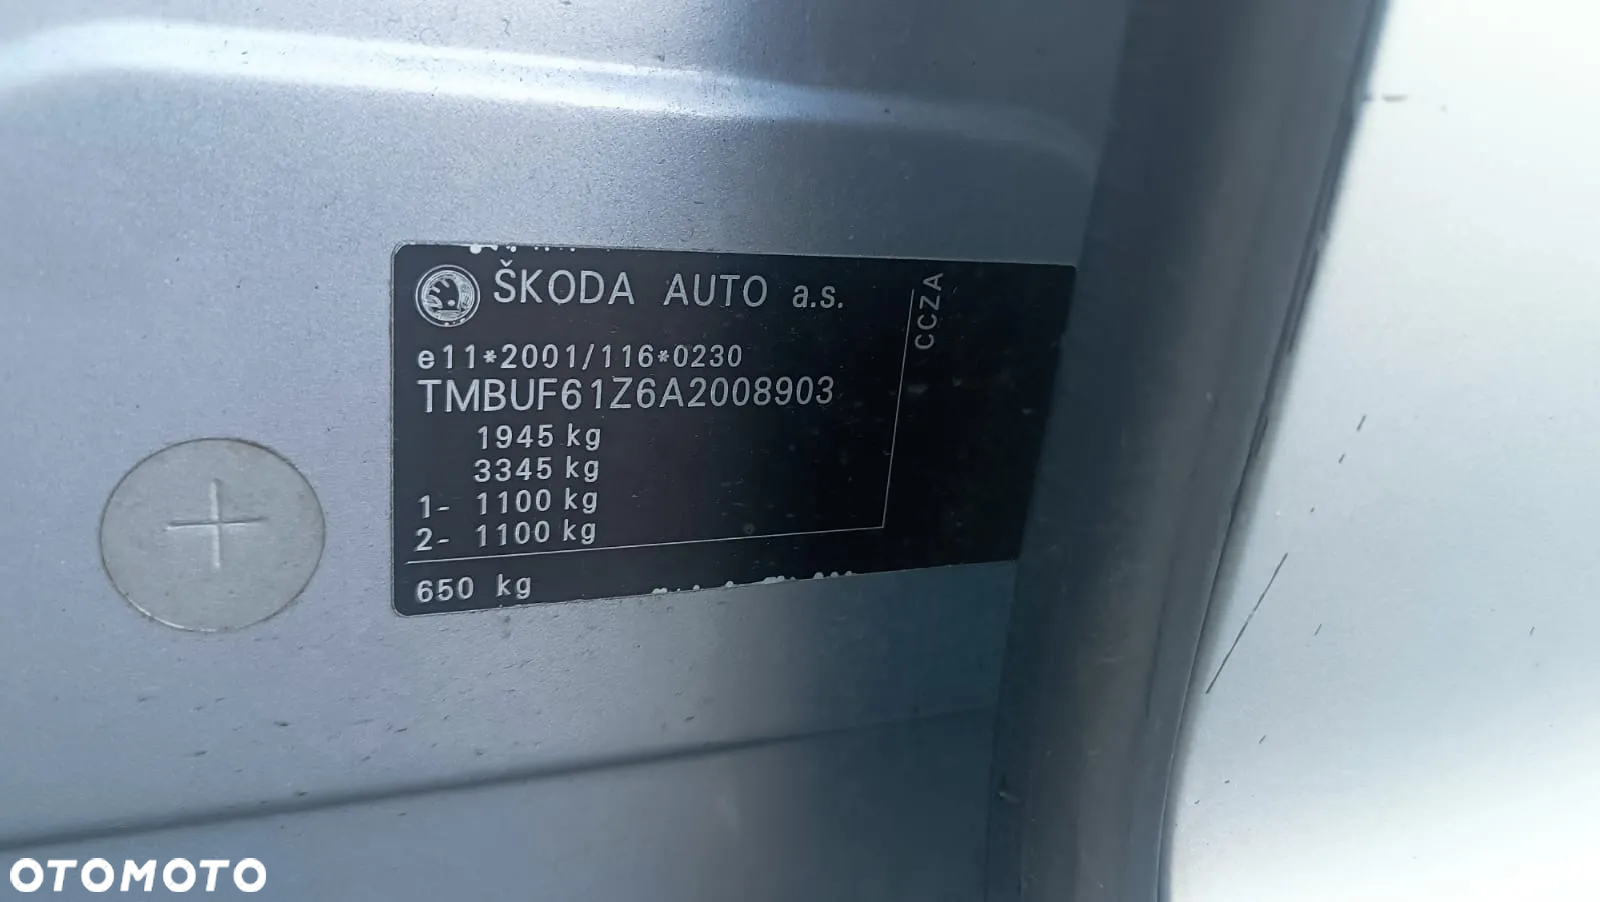 ŠKODA AUTO a.s.
CCZA
e11*2001/116*0230
TMBUF61Z6A2008903
1945 kg
3345 kg
1- 1100 kg
2- 1100 kg
650 kg
OTOMOTO